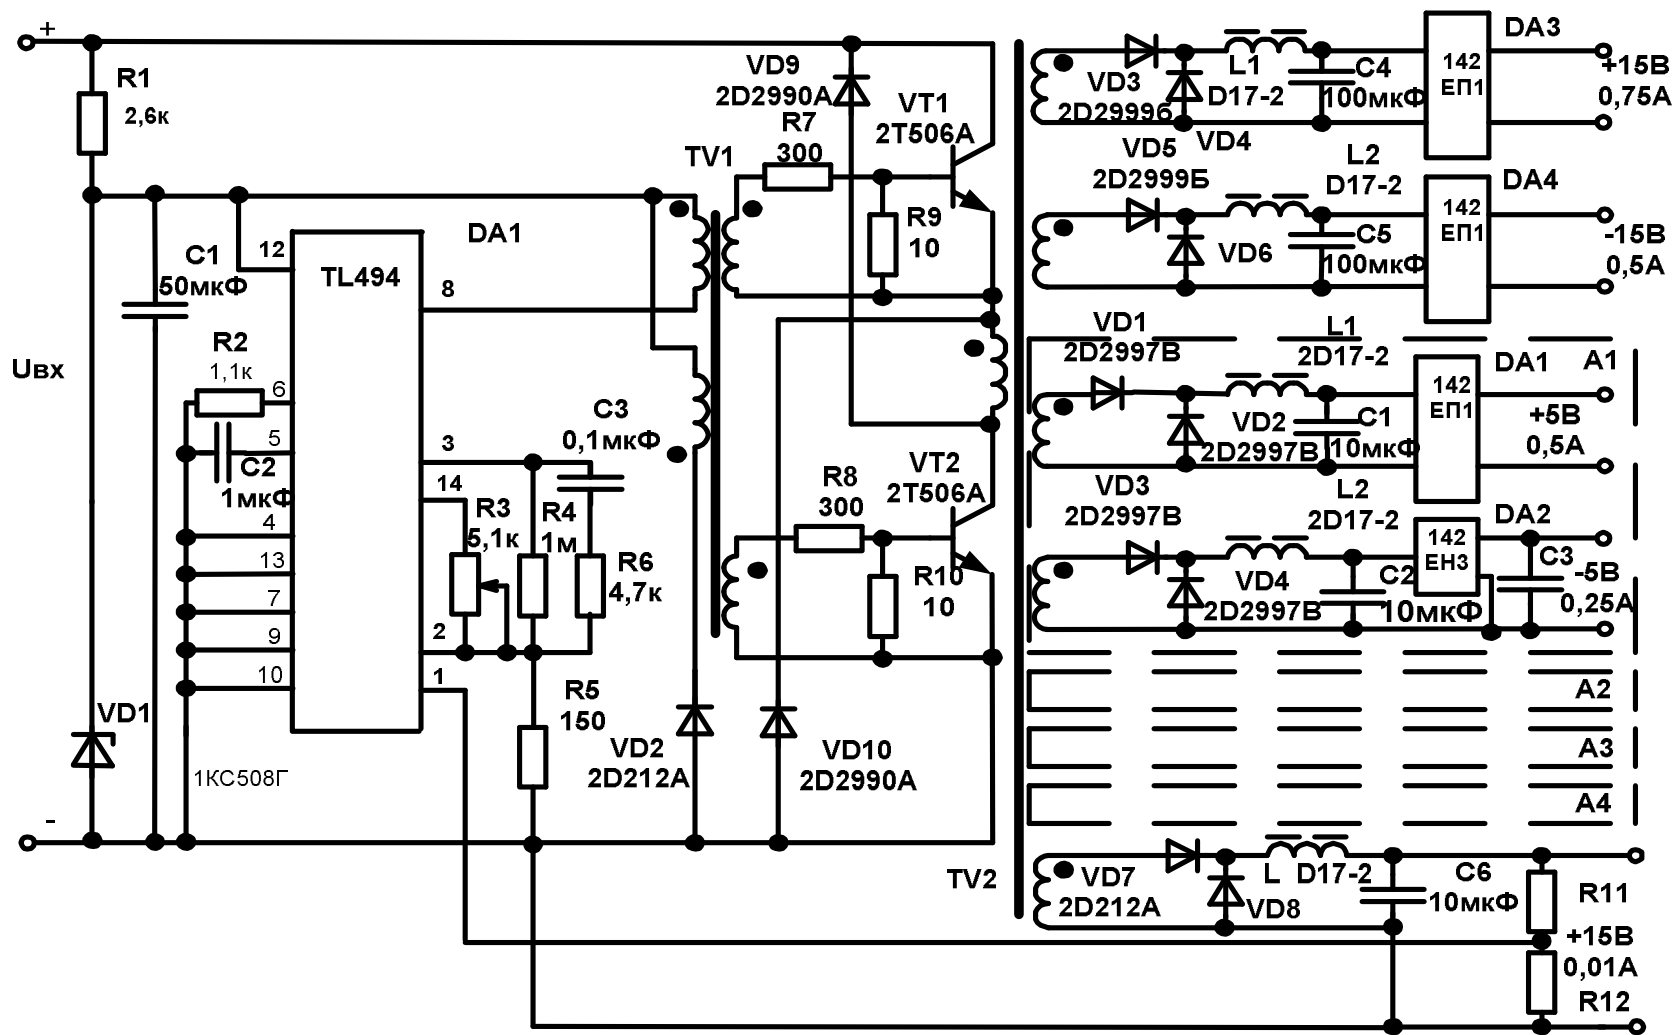 +
R1
2,6к
Uвх
-
VD1
1КС508Г
C1
50мкФ
R2
1,1к
C2
1мкФ
TL494
DA1
12
6
5
4
13
7
9
10
8
3
14
2
1
R3
5,1к
R4
1м
C3
0,1мкФ
R6
4,7к
R5
150
VD2
2D212A
TV1
VD9
2D2990A
R7
300
VT1
2T506A
R9
10
R8
300
VT2
2T506A
R10
10
VD10
2D2990A
TV2
VD3
2D2999б
VD4
L1
D17-2
C4
100мкФ
142
ЕП1
DA3
+15В
0,75А
VD5
2D2999Б
VD6
L2
D17-2
C5
100мкФ
142
ЕП1
DA4
-15В
0,5А
VD1
2D2997В
VD2
2D2997В
L1
2D17-2
C1
10мкФ
142
ЕП1
DA1
A1
+5В
0,5А
VD3
2D2997В
VD4
2D2997В
L2
2D17-2
C2
10мкФ
142
ЕН3
DA2
C3
-5В
0,25А
A2
A3
A4
VD7
2D212A
VD8
L D17-2
C6
10мкФ
R11
+15В
0,01А
R12